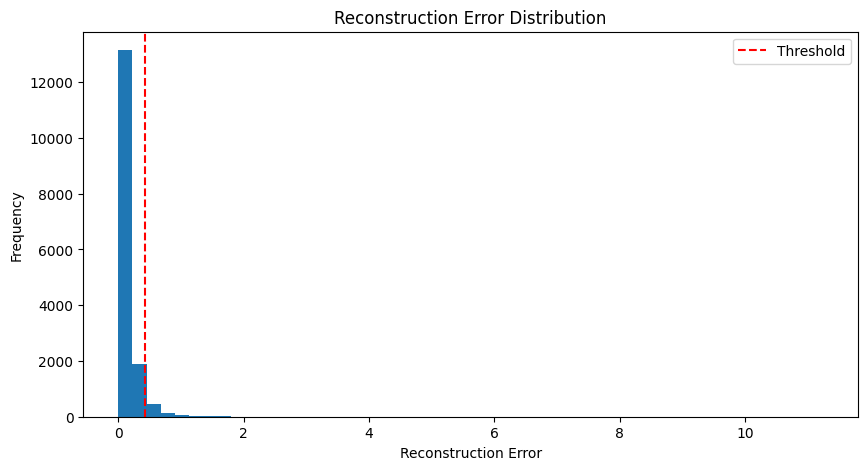 Reconstruction Error Distribution
Threshold
12000
10000
8000
6000
4000
2000
0
Frequency
0 2 4 6 8 10
Reconstruction Error